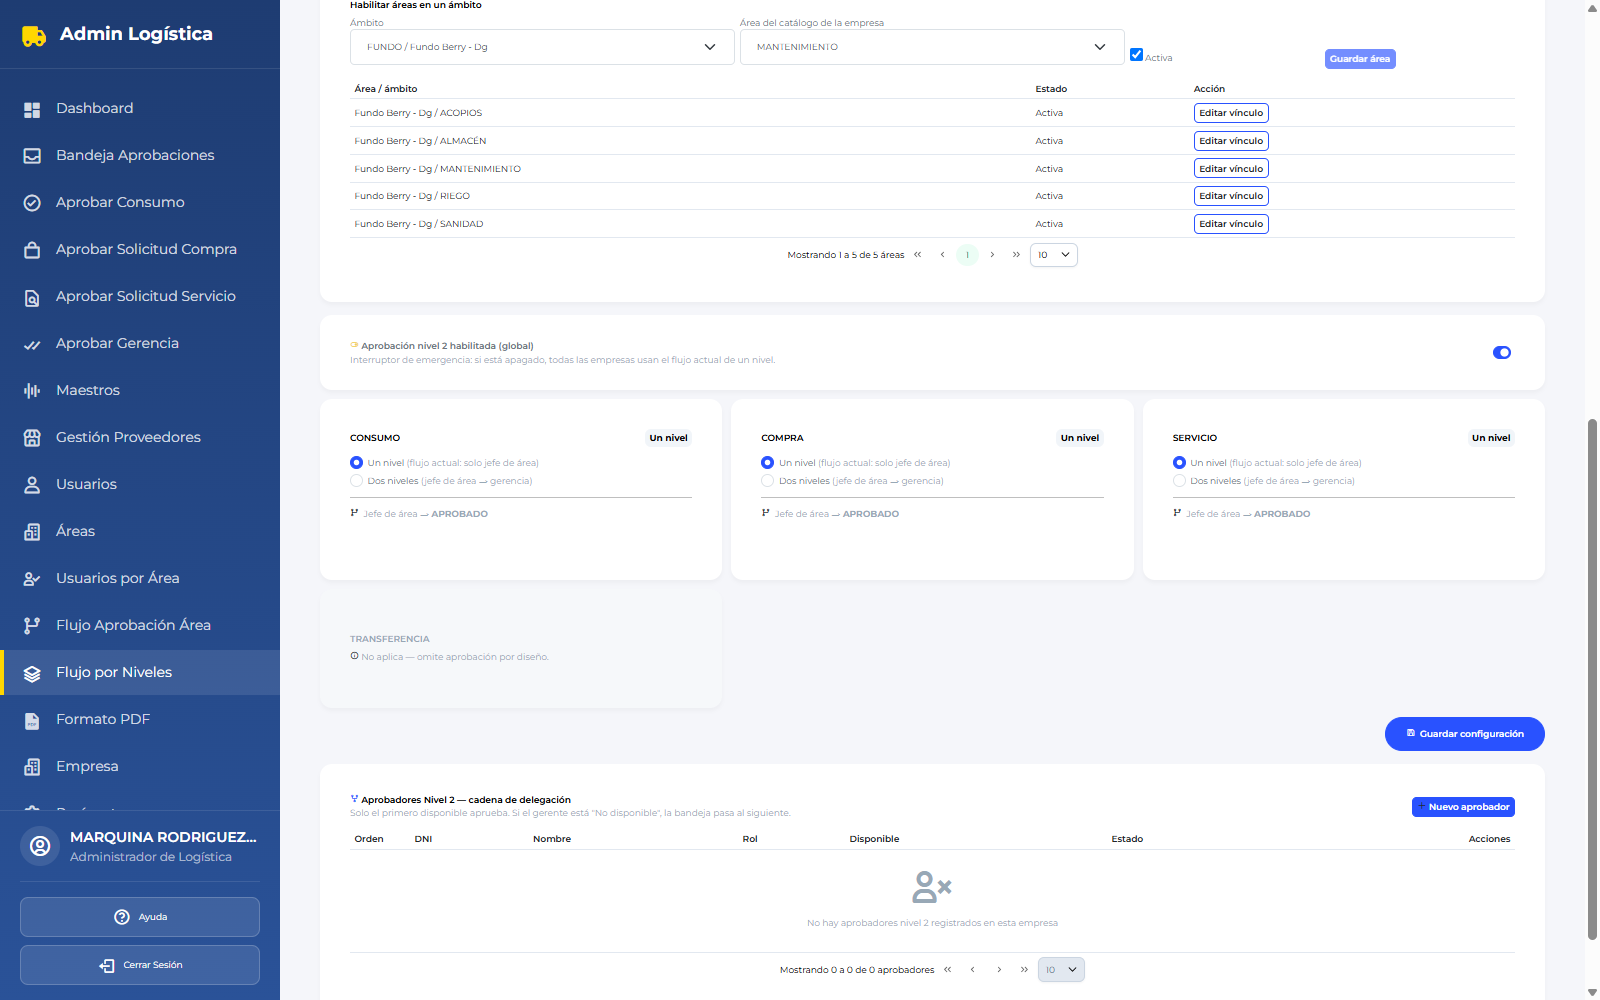 Admin Logística
Dashboard
Bandeja Aprobaciones
Aprobar Consumo
Aprobar Solicitud Compra
Aprobar Solicitud Servicio
Aprobar Gerencia
Maestros
Gestión Proveedores
Usuarios
Áreas
Usuarios por Área
Flujo Aprobación Área
Flujo por Niveles
Formato PDF
Empresa
MARQUINA RODRIGUEZ...
Administrador de Logística
Ayuda
Cerrar Sesión
Habilitar áreas en un ámbito
Ámbito
Área del catálogo de la empresa
FUNDO / Fundo Berry - Dg
MANTENIMIENTO
Activa
Guardar área
Área / ámbito Estado Acción
Fundo Berry - Dg / ACOPIOS Activa Editar vínculo
Fundo Berry - Dg / ALMACÉN Activa Editar vínculo
Fundo Berry - Dg / MANTENIMIENTO Activa Editar vínculo
Fundo Berry - Dg / RIEGO Activa Editar vínculo
Fundo Berry - Dg / SANIDAD Activa Editar vínculo
Mostrando 1 a 5 de 5 áreas « ‹ 1 › » 10
Aprobación nivel 2 habilitada (global)
Interruptor de emergencia: si está apagado, todas las empresas usan el flujo actual de un nivel.
CONSUMO Un nivel
Un nivel (flujo actual: solo jefe de área)
Dos niveles (jefe de área → gerencia)
Jefe de área → APROBADO
COMPRA Un nivel
Un nivel (flujo actual: solo jefe de área)
Dos niveles (jefe de área → gerencia)
Jefe de área → APROBADO
SERVICIO Un nivel
Un nivel (flujo actual: solo jefe de área)
Dos niveles (jefe de área → gerencia)
Jefe de área → APROBADO
TRANSFERENCIA
No aplica — omite aprobación por diseño.
Guardar configuración
Aprobadores Nivel 2 — cadena de delegación
Solo el primero disponible aprueba. Si el gerente está "No disponible", la bandeja pasa al siguiente.
+ Nuevo aprobador
Orden DNI Nombre Rol Disponible Estado Acciones
No hay aprobadores nivel 2 registrados en esta empresa
Mostrando 0 a 0 de 0 aprobadores « ‹ › » 10